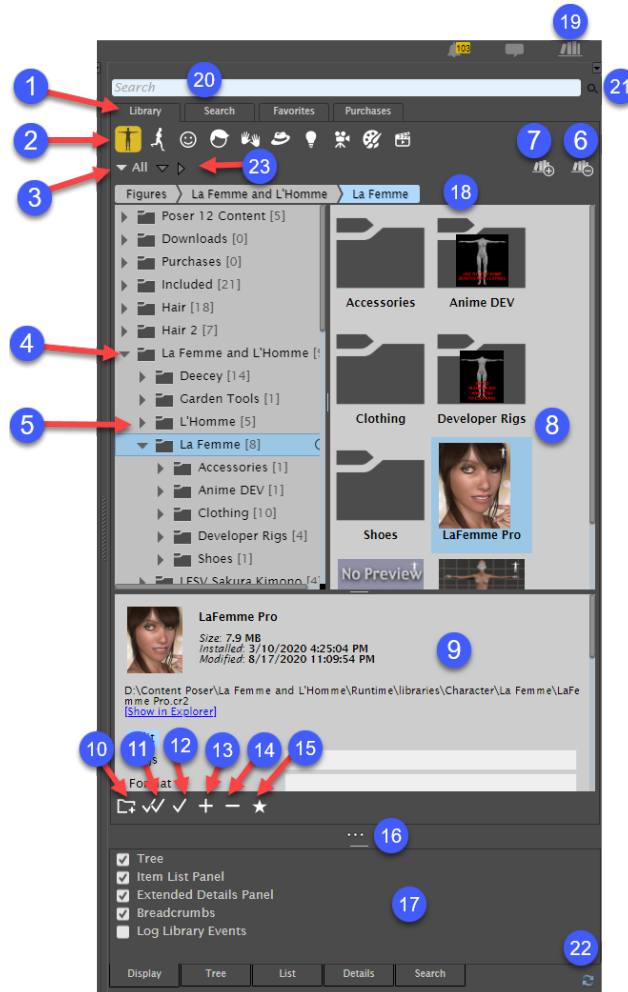 19
103
Search
20
21
1
Library
Search
Favorites
Purchases
2
7
6
3
All
23
Figures
La Femme and L'Homme
La Femme
18
Poser 12 Content [5]
Downloads [0]
Purchases [0]
Included [21]
Hair [18]
Hair 2 [7]
4
La Femme and L'Homme [
Deecey [14]
Garden Tools [1]
5
L'Homme [5]
La Femme [8]
Accessories [1]
Anime DEV [1]
Clothing [10]
Developer Rigs [4]
Shoes [1]
LFSV Sakura Kimono [4
Accessories
Anime DEV
Clothing
Developer Rigs
8
Shoes
LaFemme Pro
No Preview
LaFemme Pro
Size: 7.9 MB
Installed: 3/10/2020 4:25:04 PM
Modified: 8/17/2020 11:09:54 PM
9
D:\Content Poser\La Femme and L'Homme\Runtime\libraries\Character\La Femme\LaFe
mme Pro.cr2
[Show in Explorer]
10
11
12
13
14
15
Format
...
16
Tree
Item List Panel
Extended Details Panel
Breadcrumbs
Log Library Events
17
22
Display
Tree
List
Details
Search